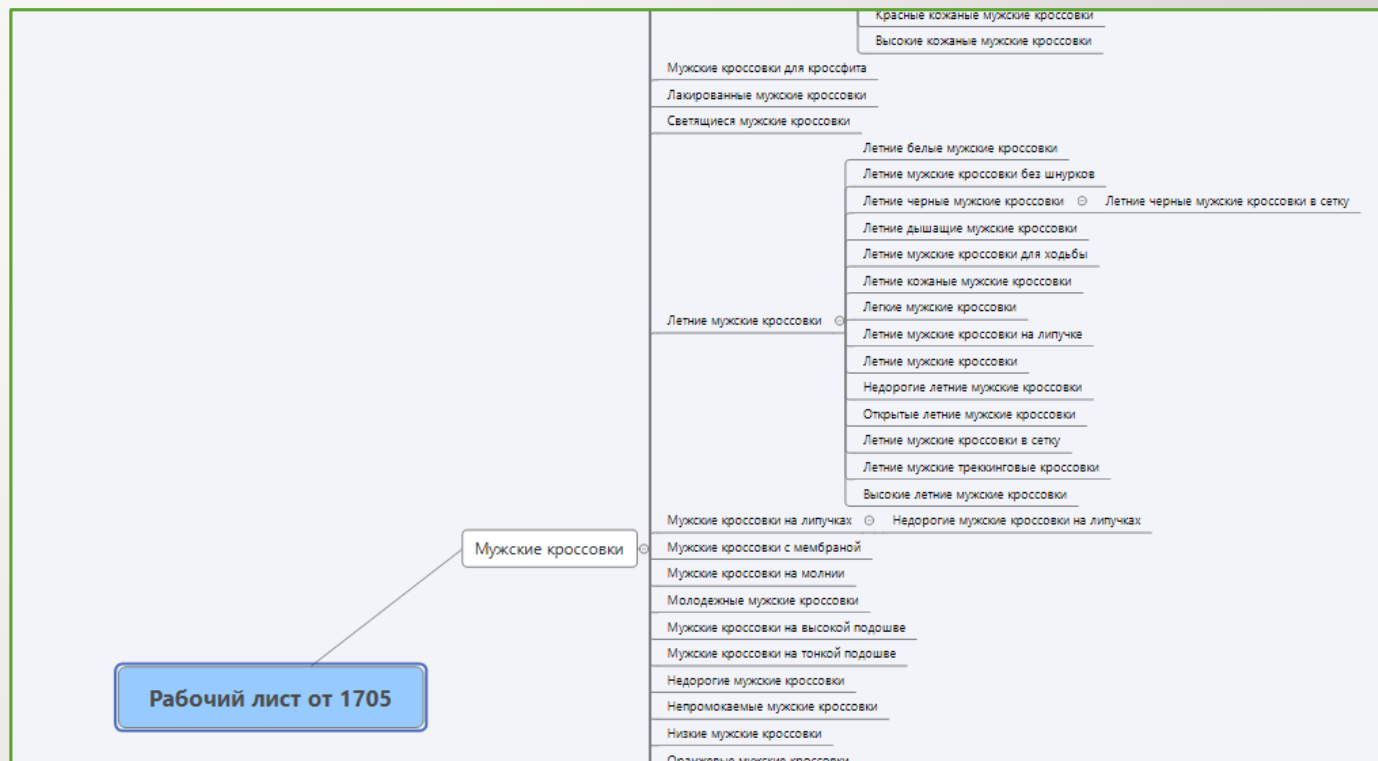 Красные кожаные мужские кроссовки
Высокие кожаные мужские кроссовки
Мужские кроссовки для кроссфита
Лакированные мужские кроссовки
Светящиеся мужские кроссовки
Летние белые мужские кроссовки
Летние мужские кроссовки без шнурков
Летние черные мужские кроссовки Летние черные мужские кроссовки в сетку
Летние дышащие мужские кроссовки
Летние мужские кроссовки для ходьбы
Летние кожаные мужские кроссовки
Легкие мужские кроссовки
Летние мужские кроссовки
Летние мужские кроссовки на липучке
Летние мужские кроссовки
Недорогие летние мужские кроссовки
Открытые летние мужские кроссовки
Летние мужские кроссовки в сетку
Летние мужские треккинговые кроссовки
Высокие летние мужские кроссовки
Мужские кроссовки на липучках Недорогие мужские кроссовки на липучках
Мужские кроссовки
Мужские кроссовки с мембраной
Мужские кроссовки на молнии
Молодежные мужские кроссовки
Мужские кроссовки на высокой подошве
Мужские кроссовки на тонкой подошве
Недорогие мужские кроссовки
Рабочий лист от 1705
Непромокаемые мужские кроссовки
Низкие мужские кроссовки
Оранжевые мужские кроссовки